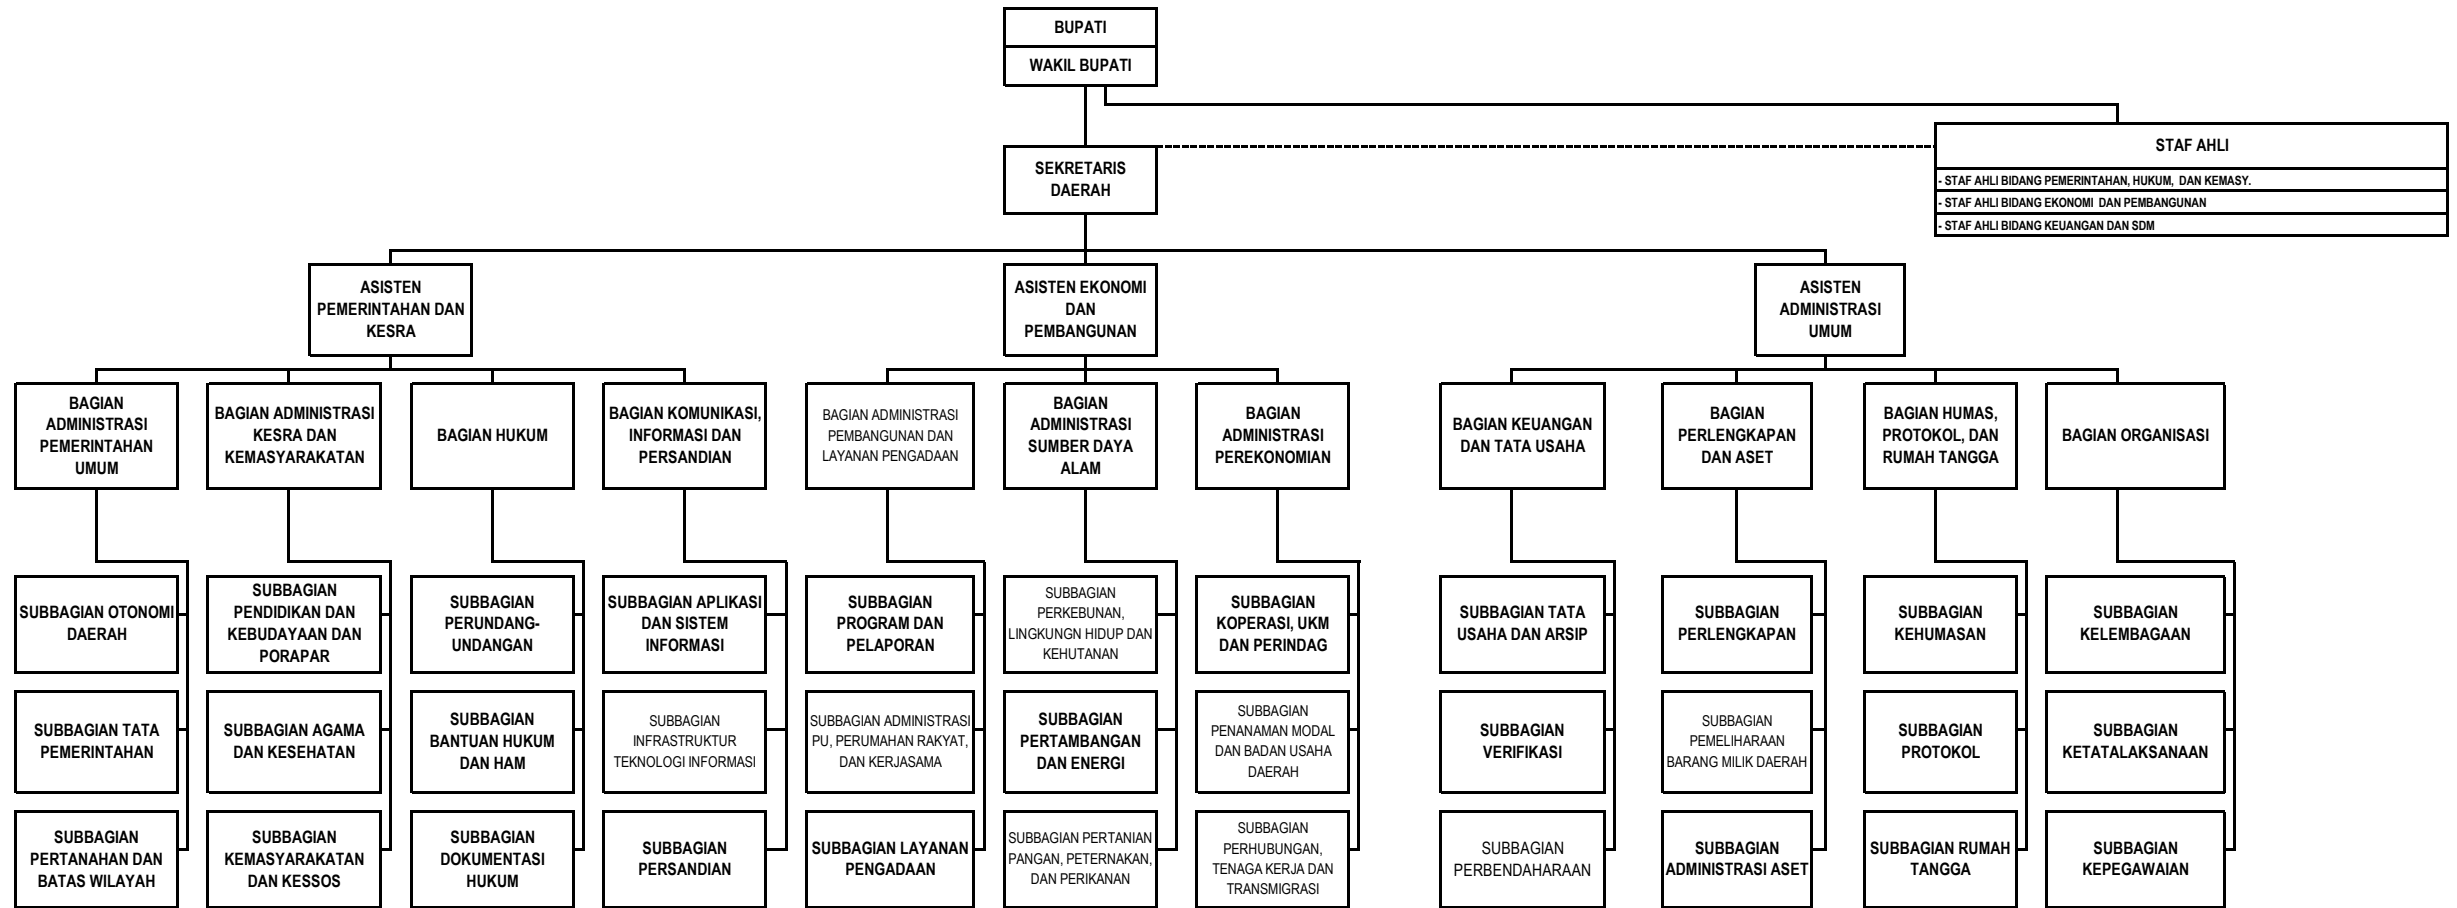 BUPATI
WAKIL BUPATI
SEKRETARIS
DAERAH
STAF AHLI
- STAF AHLI BIDANG PEMERINTAHAN, HUKUM, DAN KEMASY.
- STAF AHLI BIDANG EKONOMI DAN PEMBANGUNAN
- STAF AHLI BIDANG KEUANGAN DAN SDM
ASISTEN
PEMERINTAHAN DAN
KESRA
ASISTEN EKONOMI
DAN
PEMBANGUNAN
ASISTEN
ADMINISTRASI
UMUM
BAGIAN
ADMINISTRASI
PEMERINTAHAN
UMUM
BAGIAN ADMINISTRASI
KESRA DAN
KEMASYARAKATAN
BAGIAN HUKUM
BAGIAN KOMUNIKASI,
INFORMASI DAN
PERSANDIAN
BAGIAN ADMINISTRASI
PEMBANGUNAN DAN
LAYANAN PENGADAAN
BAGIAN
ADMINISTRASI
SUMBER DAYA
ALAM
BAGIAN
ADMINISTRASI
PEREKONOMIAN
BAGIAN KEUANGAN
DAN TATA USAHA
BAGIAN
PERLENGKAPAN
DAN ASET
BAGIAN HUMAS,
PROTOKOL, DAN
RUMAH TANGGA
BAGIAN ORGANISASI
SUBBAGIAN OTONOMI
DAERAH
SUBBAGIAN
PENDIDIKAN DAN
KEBUDAYAAN DAN
PORAPAR
SUBBAGIAN
PERUNDANG-
UNDANGAN
SUBBAGIAN APLIKASI
DAN SISTEM
INFORMASI
SUBBAGIAN
PROGRAM DAN
PELAPORAN
SUBBAGIAN
PERKEBUNAN,
LINGKUNGN HIDUP DAN
KEHUTANAN
SUBBAGIAN
KOPERASI, UKM
DAN PERINDAG
SUBBAGIAN TATA
USAHA DAN ARSIP
SUBBAGIAN
PERLENGKAPAN
SUBBAGIAN
KEHUMASAN
SUBBAGIAN
KELEMBAGAAN
SUBBAGIAN TATA
PEMERINTAHAN
SUBBAGIAN AGAMA
DAN KESEHATAN
SUBBAGIAN
BANTUAN HUKUM
DAN HAM
SUBBAGIAN
INFRASTRUKTUR
TEKNOLOGI INFORMASI
SUBBAGIAN ADMINISTRASI
PU, PERUMAHAN RAKYAT,
DAN KERJASAMA
SUBBAGIAN
PERTAMBANGAN
DAN ENERGI
SUBBAGIAN
PENANAMAN MODAL
DAN BADAN USAHA
DAERAH
SUBBAGIAN
VERIFIKASI
SUBBAGIAN
PEMELIHARAAN
BARANG MILIK DAERAH
SUBBAGIAN
PROTOKOL
SUBBAGIAN
KETATALAKSANAAN
SUBBAGIAN
PERTANAHAN DAN
BATAS WILAYAH
SUBBAGIAN
KEMASYARAKATAN
DAN KESSOS
SUBBAGIAN
DOKUMENTASI
HUKUM
SUBBAGIAN
PERSANDIAN
SUBBAGIAN LAYANAN
PENGADAAN
SUBBAGIAN PERTANIAN
PANGAN, PETERNAKAN,
DAN PERIKANAN
SUBBAGIAN
PERHUBUNGAN,
TENAGA KERJA DAN
TRANSMIGRASI
SUBBAGIAN
PERBENDAHARAAN
SUBBAGIAN
ADMINISTRASI ASET
SUBBAGIAN RUMAH
TANGGA
SUBBAGIAN
KEPEGAWAIAN